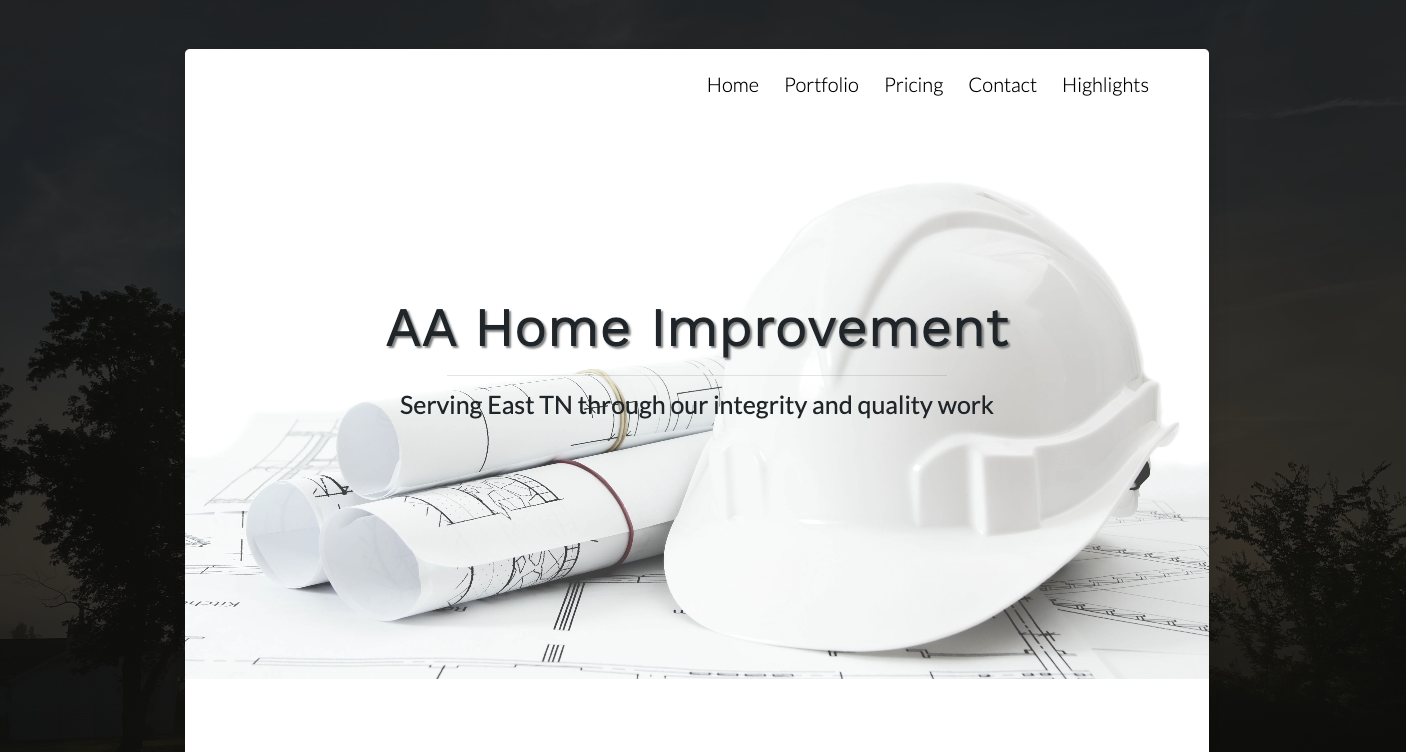 Home Portfolio Pricing Contact Highlights
AA Home Improvement
Serving East TN through our integrity and quality work